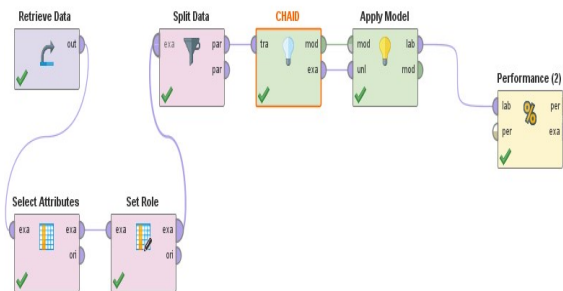 Retrieve Data
out
Split Data
exa
par
par
CHAID
tra
mod
exa
Apply Model
mod
lab
unl
mod
Performance (2)
lab
per
per
exa
%
Select Attributes
exa
exa
ori
Set Role
exa
exa
ori